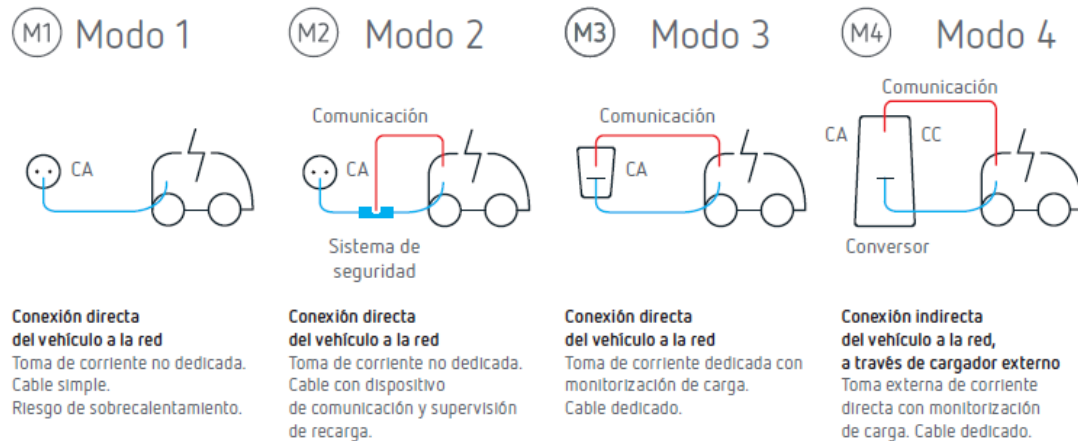 M1 Modo 1
M2 Modo 2
M3 Modo 3
M4 Modo 4
CA
Comunicación
CA
Sistema de
seguridad
Comunicación
CA
Comunicación
CA
CC
Conversor
Conexión directa
del vehículo a la red
Toma de corriente no dedicada.
Cable simple.
Riesgo de sobrecalentamiento.
Conexión directa
del vehículo a la red
Toma de corriente no dedicada.
Cable con dispositivo
de comunicación y supervisión
de recarga.
Conexión directa
del vehículo a la red
Toma de corriente dedicada con
monitorización de carga.
Cable dedicado.
Conexión indirecta
del vehículo a la red,
a través de cargador externo
Toma externa de corriente
directa con monitorización
de carga. Cable dedicado.